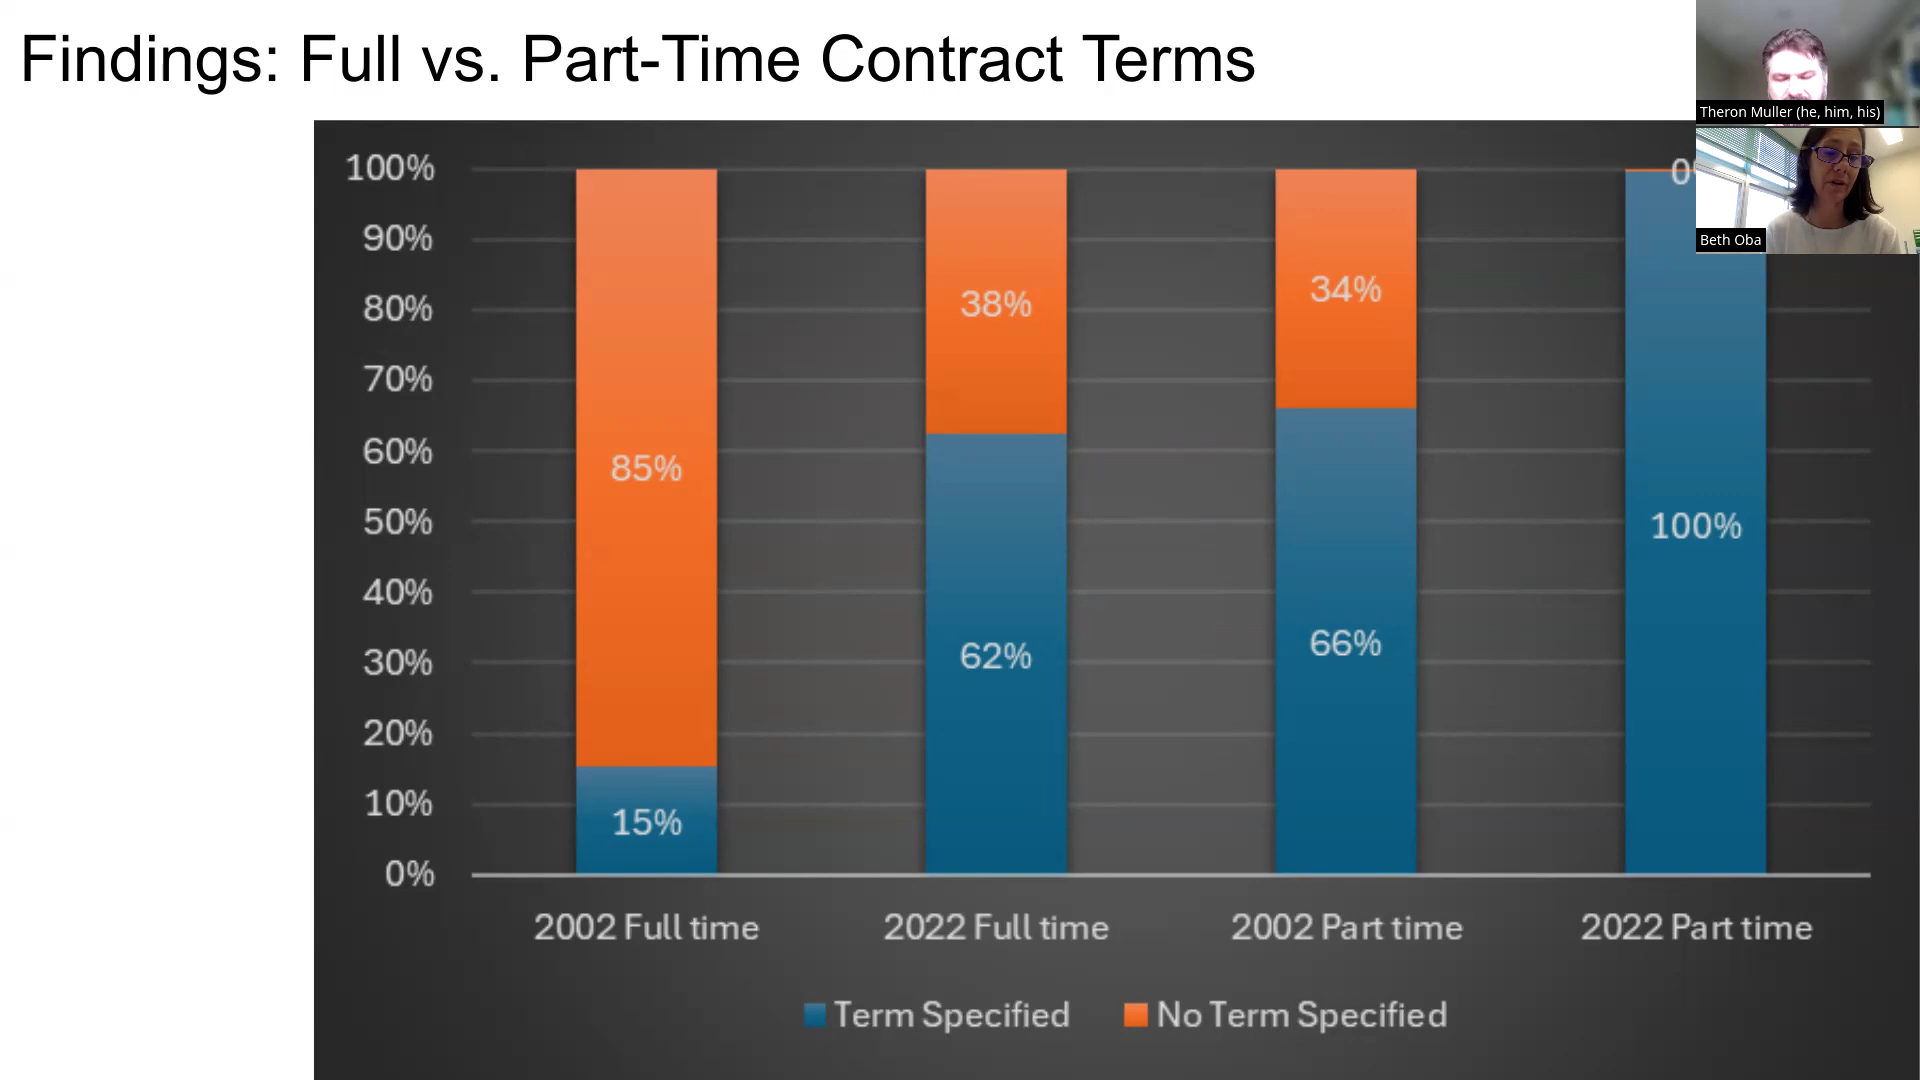 Findings: Full vs. Part-Time Contract Terms
Theron Muller (he, him, his)
Beth Oba
100%
90%
80%
70%
60%
50%
40%
30%
20%
10%
0%
85%
15%
38%
62%
34%
66%
100%
2002 Full time
2022 Full time
2002 Part time
2022 Part time
Term Specified
No Term Specified